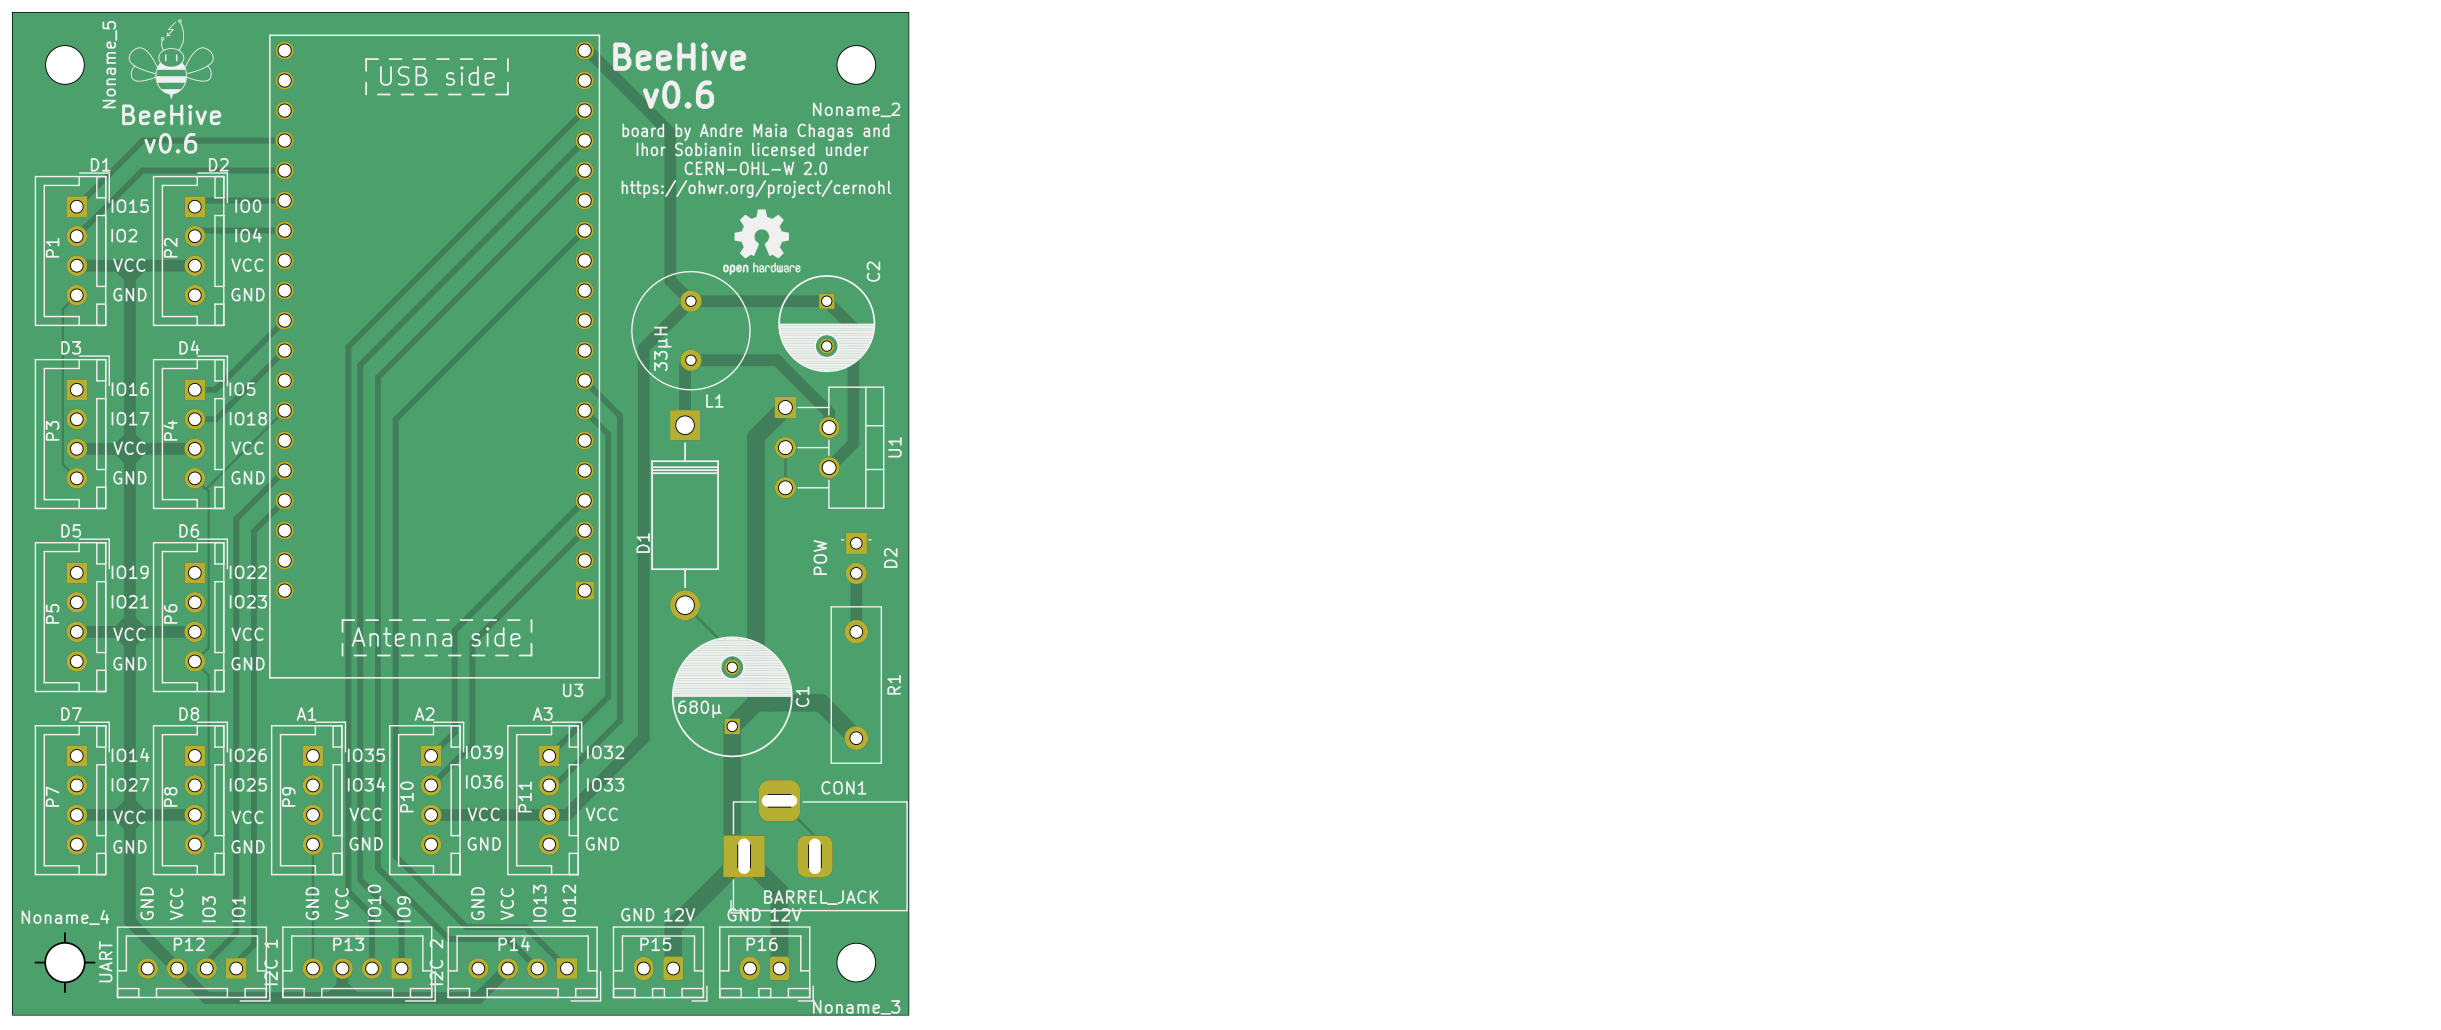 Noname_5
BeeHive
v0.6
USB side
BeeHive
v0.6
Noname_2
board by Andre Maia Chagas and
Ihor Sobianin licensed under
CERN-OHL-W 2.0
https://ohwr.org/project/cernohl
open hardware
D1
D2
P1
IO15
IO2
VCC
GND
P2
IO0
IO4
VCC
GND
D3
D4
P3
IO16
IO17
VCC
GND
P4
IO5
IO18
VCC
GND
D5
D6
P5
IO19
IO21
VCC
GND
P6
IO22
IO23
VCC
GND
Antenna side
U3
33µH
L1
C2
U1
D1
POW
D2
R1
680µ
C1
D7
D8
A1
A2
A3
P7
IO14
IO27
VCC
GND
P8
IO26
IO25
VCC
GND
P9
IO35
IO34
VCC
GND
P10
IO39
IO36
VCC
GND
P11
IO32
IO33
VCC
GND
CON1
BARREL_JACK
Noname_4
GND
VCC
IO3
IO1
GND
VCC
IO10
IO9
GND
VCC
IO13
IO12
GND 12V
GND 12V
UART
P12
I2C 1
P13
I2C 2
P14
P15
P16
Noname_3